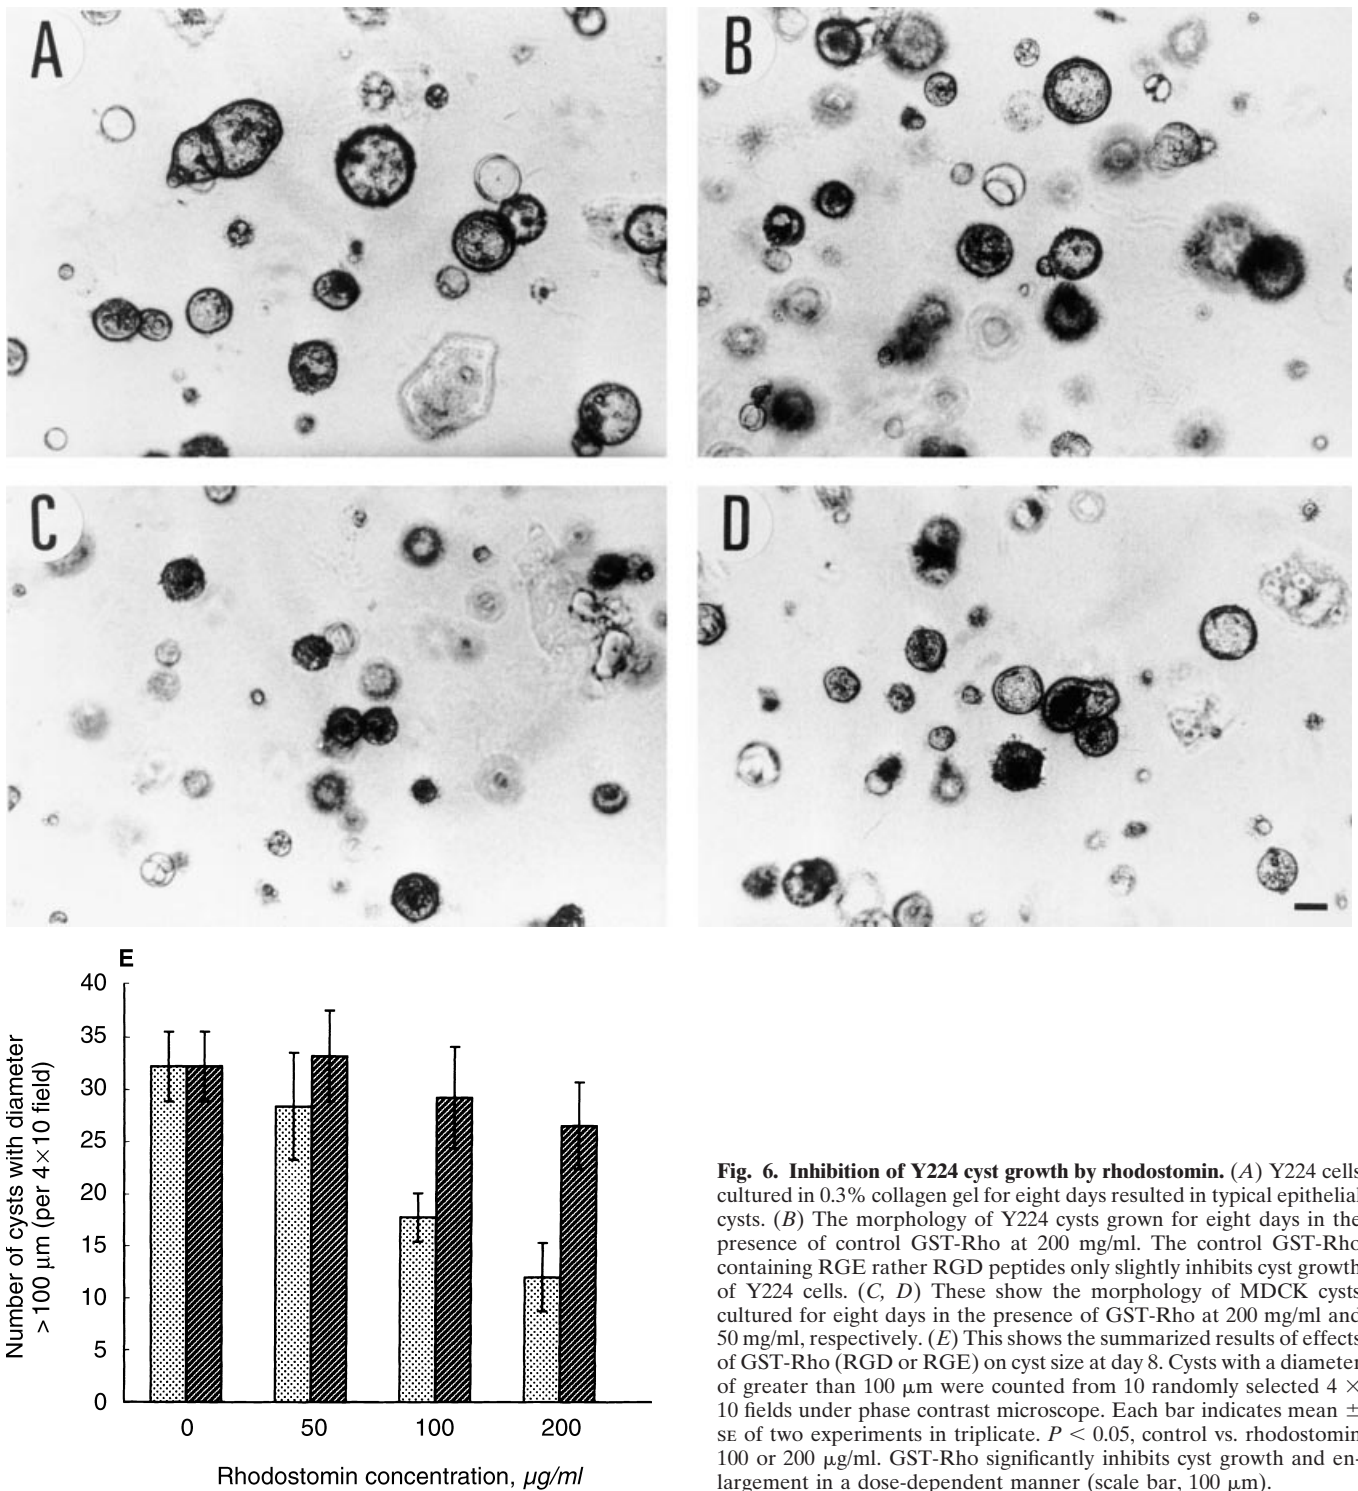 A
B
C
D
E
40
35
30
25
20
15
10
5
0
Number of cysts with diameter
> 100 μm (per 4×10 field)
0
50
100
200
Rhodostomin concentration, μg/ml
Fig. 6. Inhibition of Y224 cyst growth by rhodostomin. (A) Y224 cells
cultured in 0.3% collagen gel for eight days resulted in typical epithelial
cysts. (B) The morphology of Y224 cysts grown for eight days in the
presence of control GST-Rho at 200 mg/ml. The control GST-Rho
containing RGE rather RGD peptides only slightly inhibits cyst growth
of Y224 cells. (C, D) These show the morphology of MDCK cysts
cultured for eight days in the presence of GST-Rho at 200 mg/ml and
50 mg/ml, respectively. (E) This shows the summarized results of effects
of GST-Rho (RGD or RGE) on cyst size at day 8. Cysts with a diameter
of greater than 100 μm were counted from 10 randomly selected 4 ×
10 fields under phase contrast microscope. Each bar indicates mean ±
SE of two experiments in triplicate. P < 0.05, control vs. rhodostomin
100 or 200 μg/ml. GST-Rho significantly inhibits cyst growth and en-
largement in a dose-dependent manner (scale bar, 100 μm).